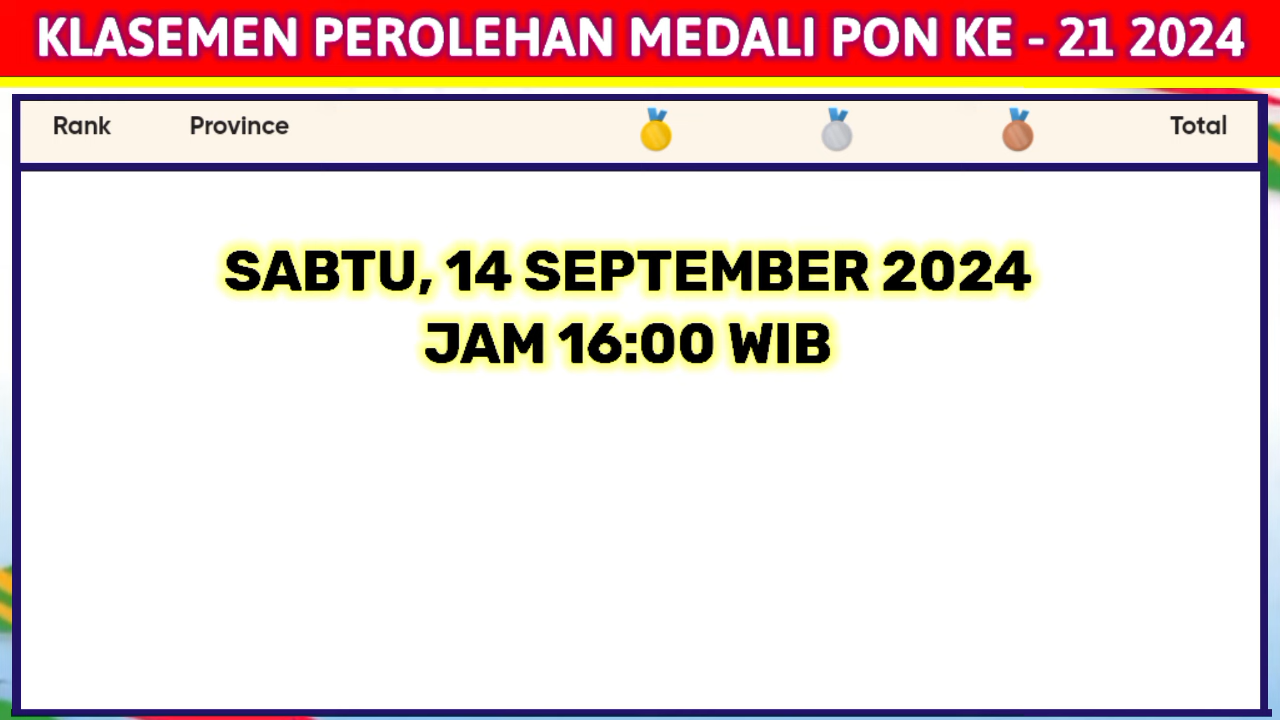 KLASEMEN PEROLEHAN MEDALI PON KE - 21 2024
Rank Province Total
SABTU, 14 SEPTEMBER 2024
JAM 16:00 WIB